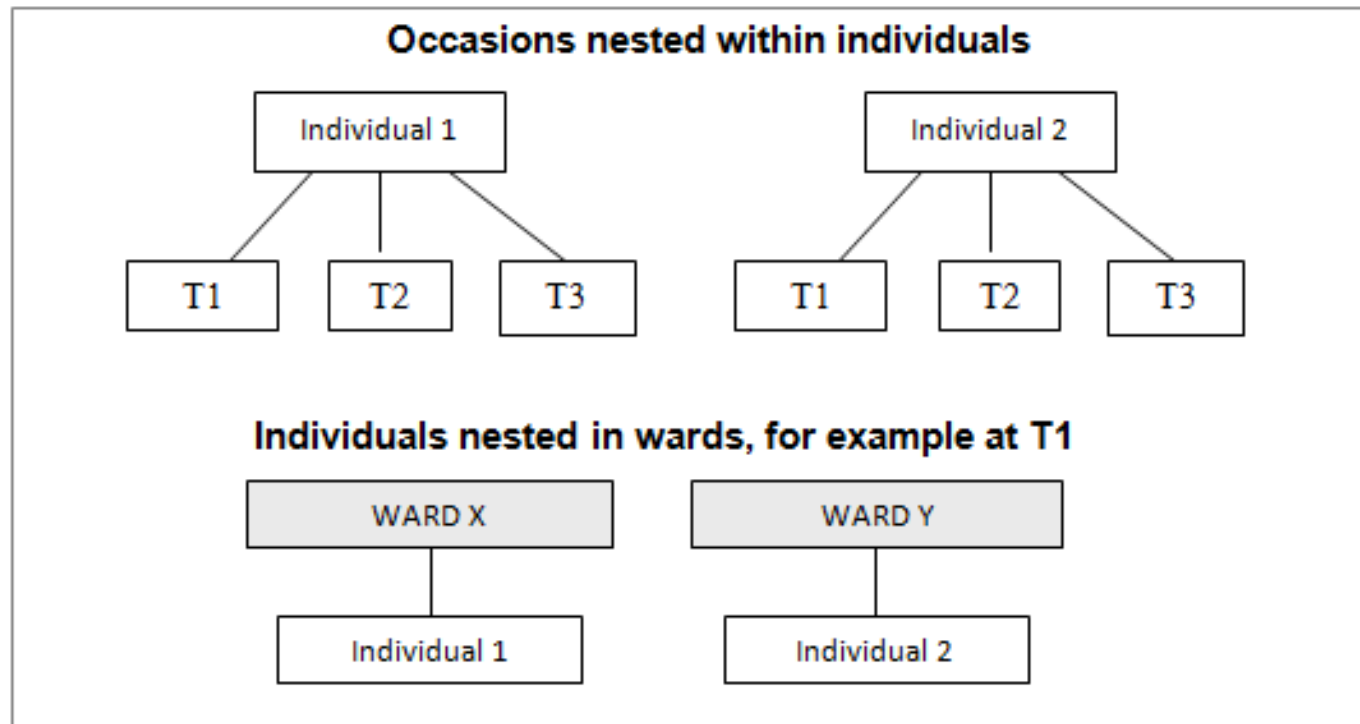 Occasions nested within individuals
Individual 1
Individual 2
T1
T2
T3
T1
T2
T3
Individuals nested in wards, for example at T1
WARD X
WARD Y
Individual 1
Individual 2